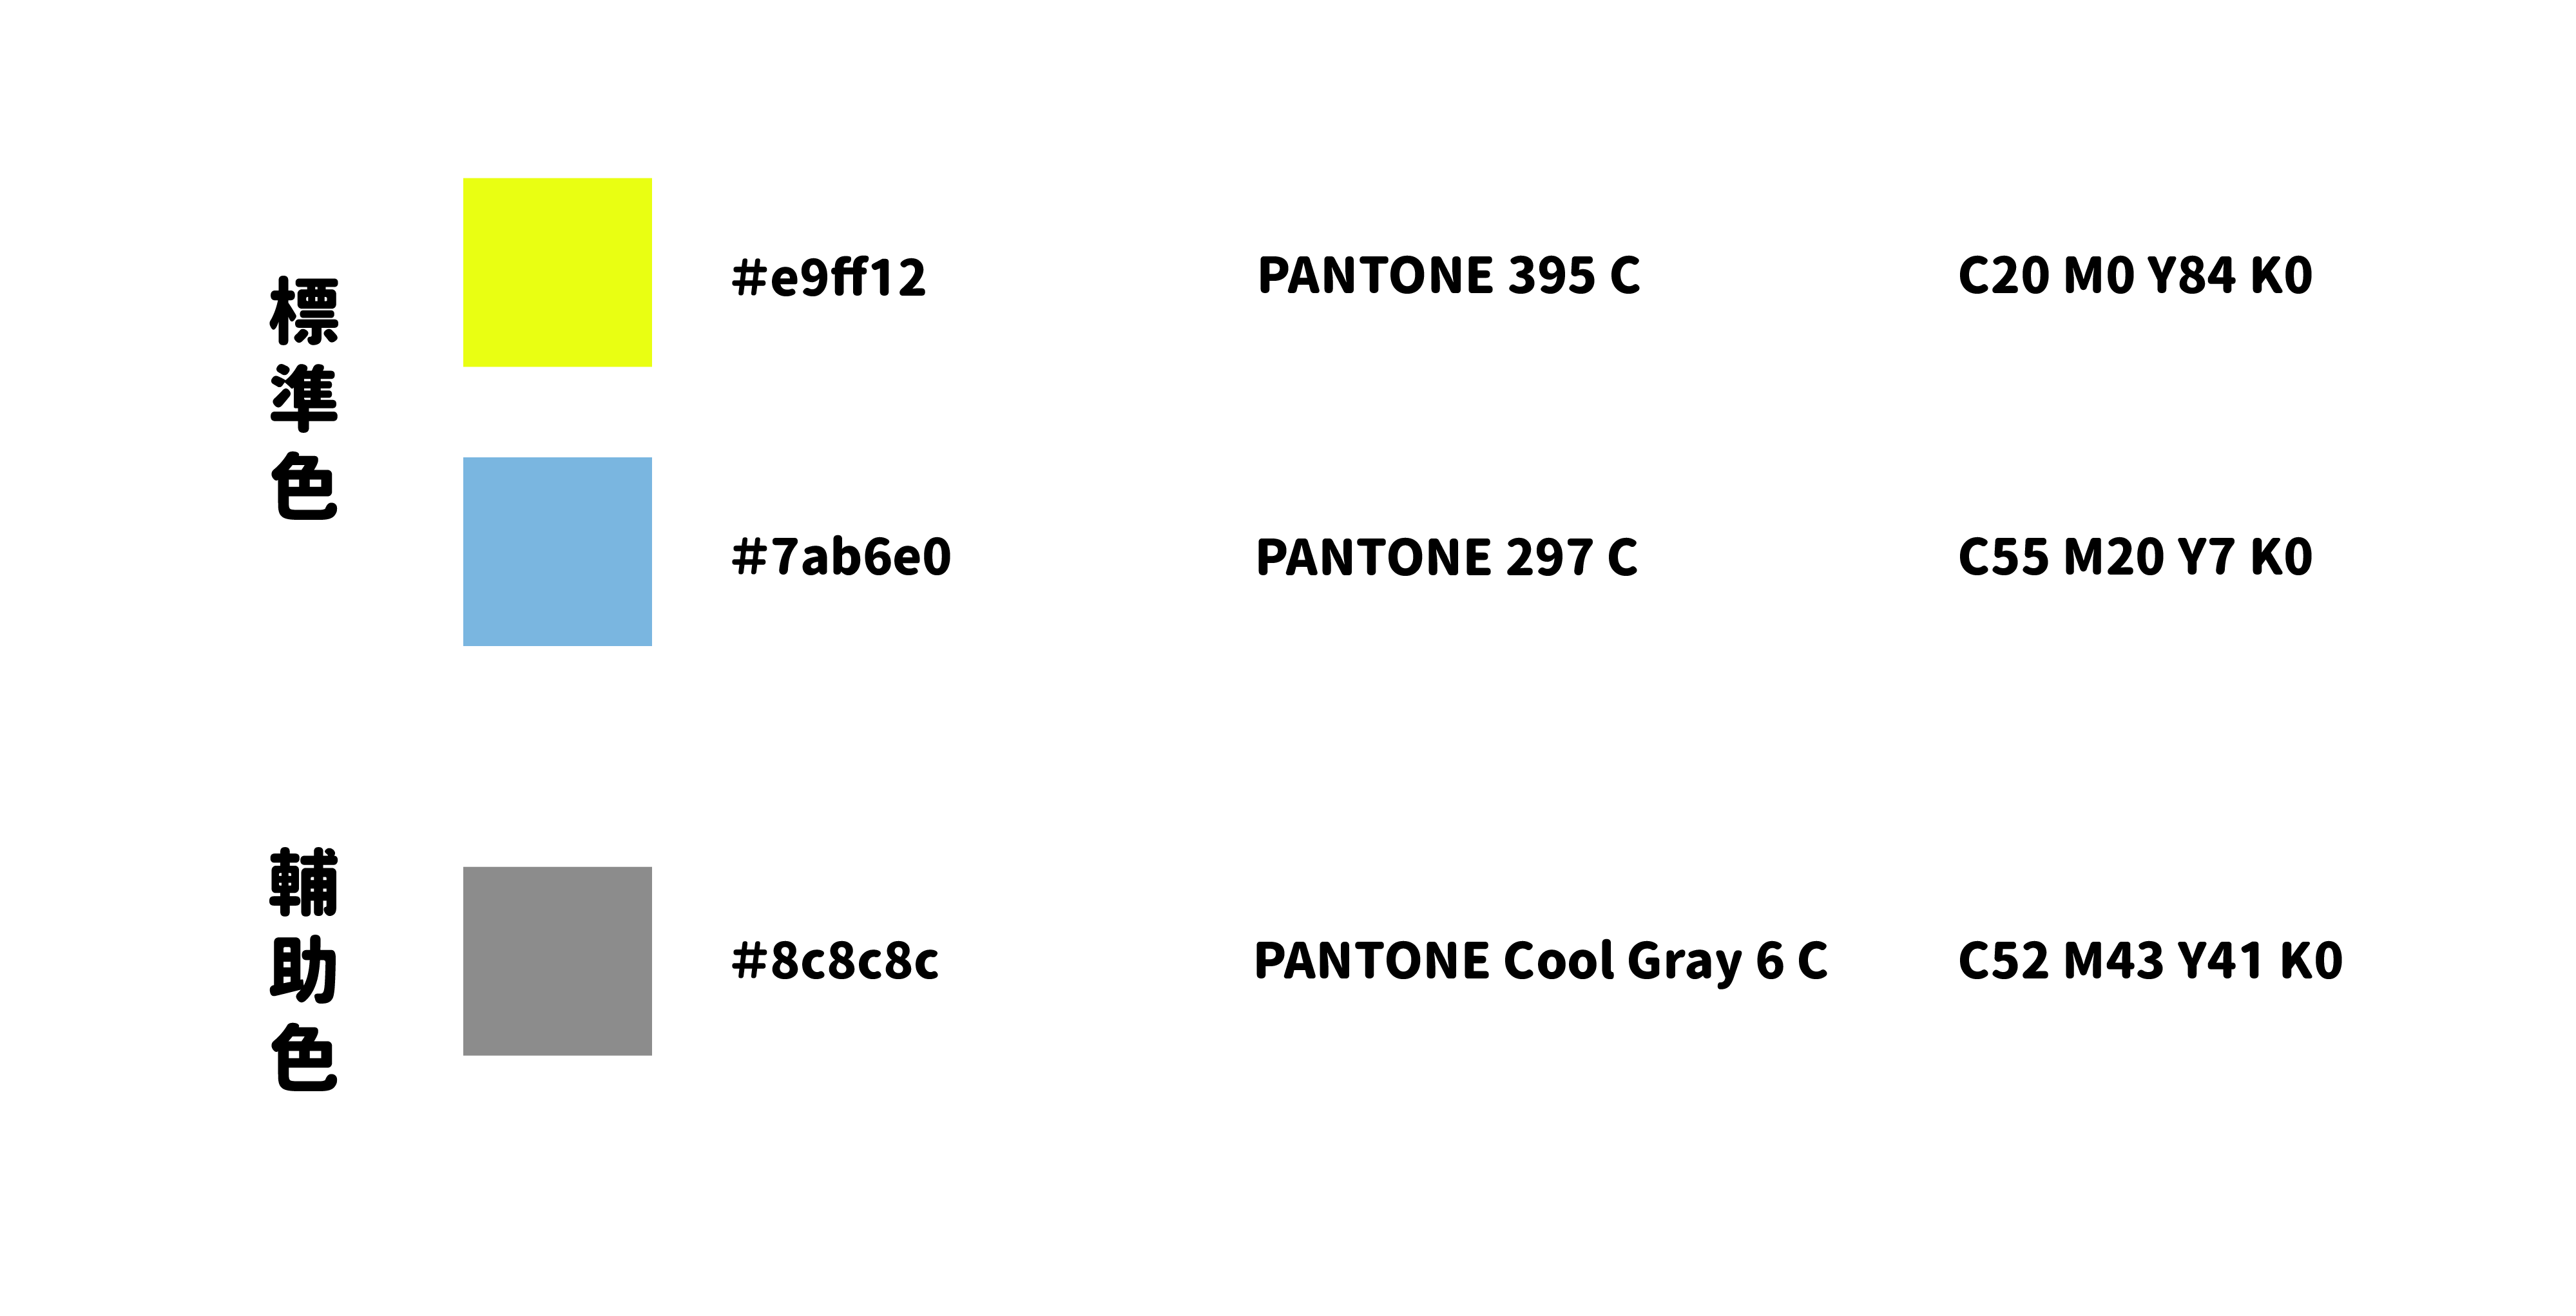 標準色
#e9ff12
PANTONE 395 C
C20 M0 Y84 K0
#7ab6e0
PANTONE 297 C
C55 M20 Y7 K0
輔助色
#8c8c8c
PANTONE Cool Gray 6 C
C52 M43 Y41 K0